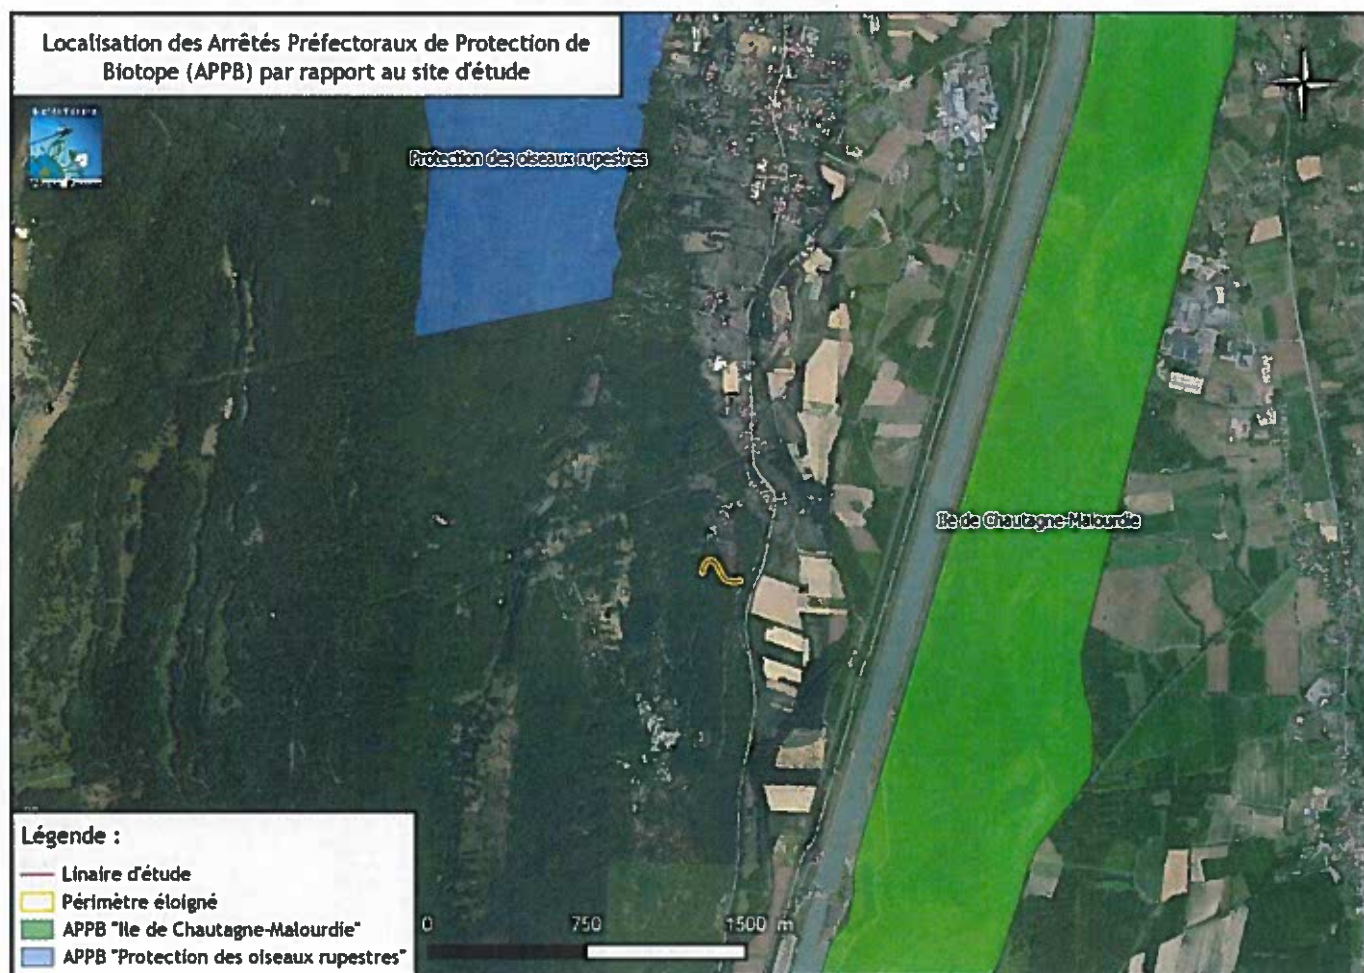 Localisation des Arrêtés Préfectoraux de Protection de
Biotope (APPB) par rapport au site d'étude
Protection des oiseaux rupestres
Ile de Chautagne-Malourdie
Légende :
Linaire d'étude
Périmètre éloigné
APPB "Ile de Chautagne-Malourdie"
APPB "Protection des oiseaux rupestres"
0 750 1500 m